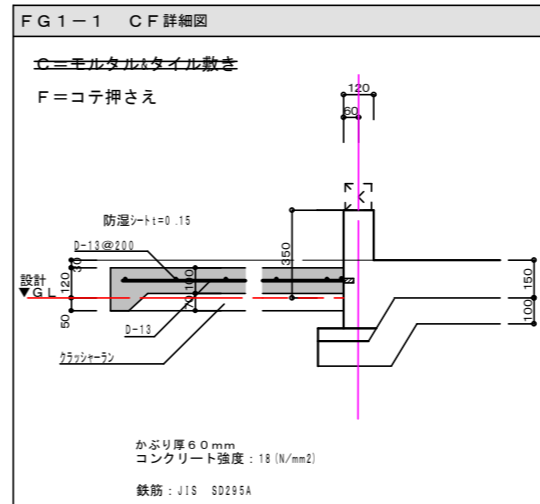 FG1-1 CF詳細図
C=モルタル&タイル敷き
F=コテ押さえ
120
60
防湿シートt=0.15
D-13@200
350
30
設計
▼GL
120
100
150
50
70
100
D-13
クラッシャーラン
かぶり厚60mm
コンクリート強度:18(N/mm2)
鉄筋:JIS SD295A